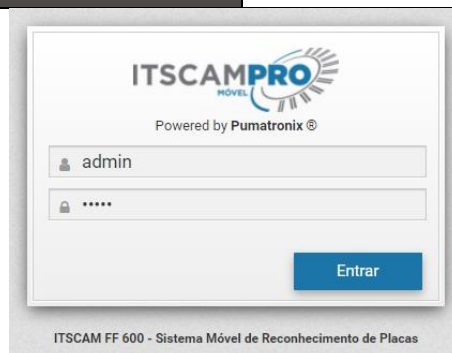 ITSCAMPRO
MÓVEL
Powered by Pumatronix ®
admin
•••••
Entrar
ITSCAM FF 600 - Sistema Móvel de Reconhecimento de Placas